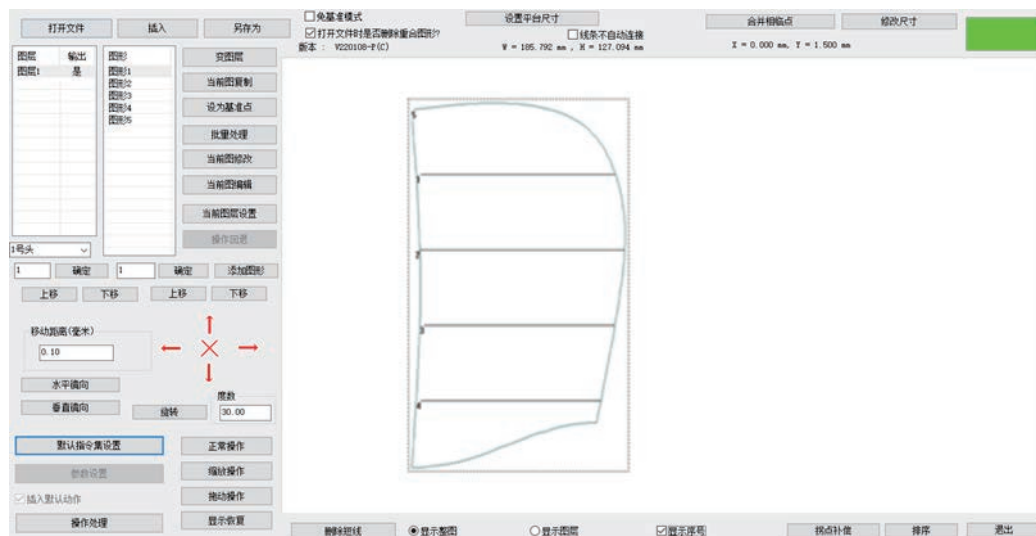 打开文件 插入 另存为
免基准模式
打开文件时是否删除重合图形?
版本: V220108-P(C)
设置平台尺寸
线条不自动连接
W = 185.792 mm , H = 127.094 mm
合并相临点 修改尺寸
X = 0.000 mm, Y = 1.500 mm
图层 输出
图层1 是
图形
图形1
图形2
图形3
图形4
图形5
变图层
当前图复制
设为基准点
批量处理
当前图修改
当前图编辑
当前图层设置
操作回退
1号头
1 确定 1 确定 添加图形
上移 下移 上移 下移
移动距离(毫米)
0.10
水平镜向
垂直镜向
旋转
度数
30.00
默认指令集设置
参数设置
插入默认动作
操作处理
正常操作
缩放操作
拖动操作
显示恢复
1
2
3
4
删除短线 显示整图 显示图层 显示序号 拐点补偿 排序 退出